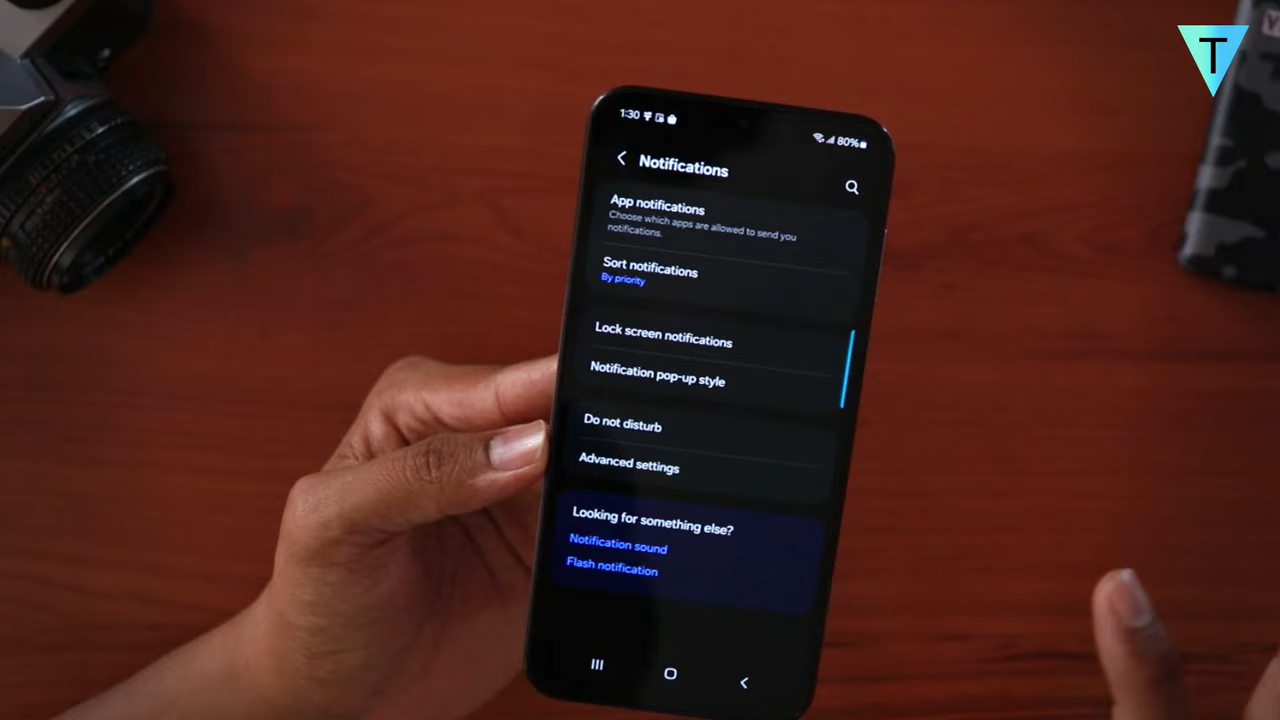 T
1:30
80%
Notifications
App notifications
Choose which apps are allowed to send you
notifications.
Sort notifications
By priority
Lock screen notifications
Notification pop-up style
Do not disturb
Advanced settings
Looking for something else?
Notification sound
Flash notification